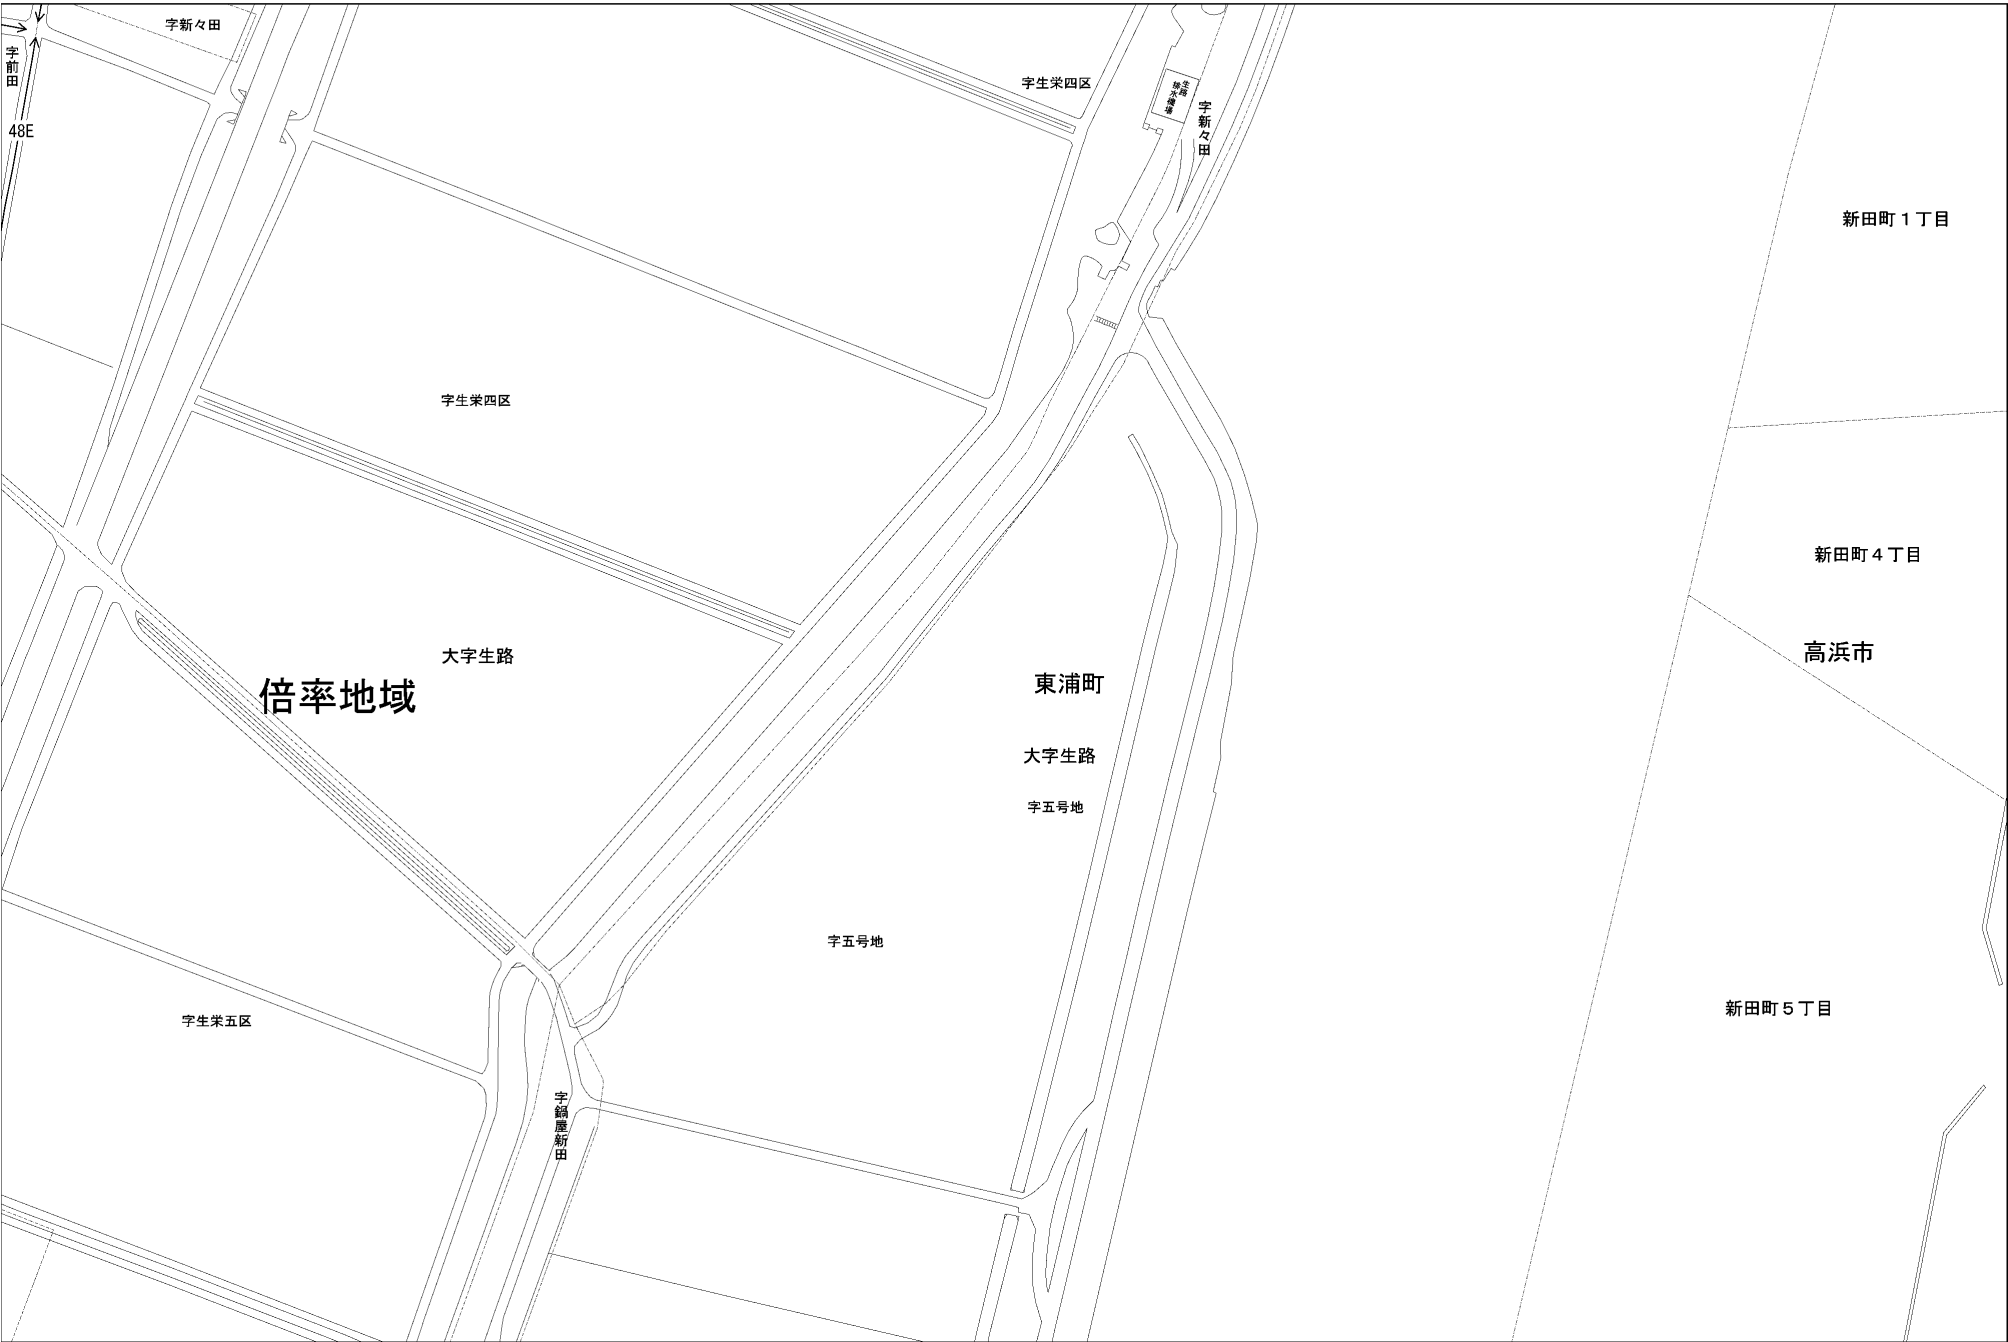 字新々田
字前田
48E
字生栄四区
生路
排水機場
字新々田
新田町１丁目
字生栄四区
新田町４丁目
大字生路
倍率地域
東浦町
高浜市
大字生路
字五号地
字五号地
字生栄五区
新田町５丁目
字鍋屋新田